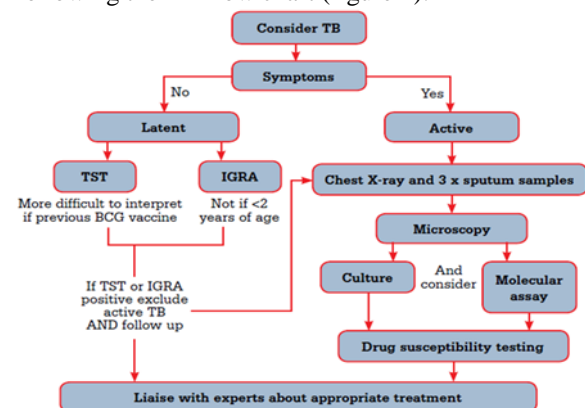 Consider TB
Symptoms
No
Yes
Latent
Active
TST
IGRA
Chest X-ray and 3 x sputum samples
More difficult to interpret
if previous BCG vaccine
Not if <2
years of age
Microscopy
Culture
And
consider
Molecular
assay
If TST or IGRA
positive exclude
active TB
AND follow up
Drug susceptibility testing
Liaise with experts about appropriate treatment